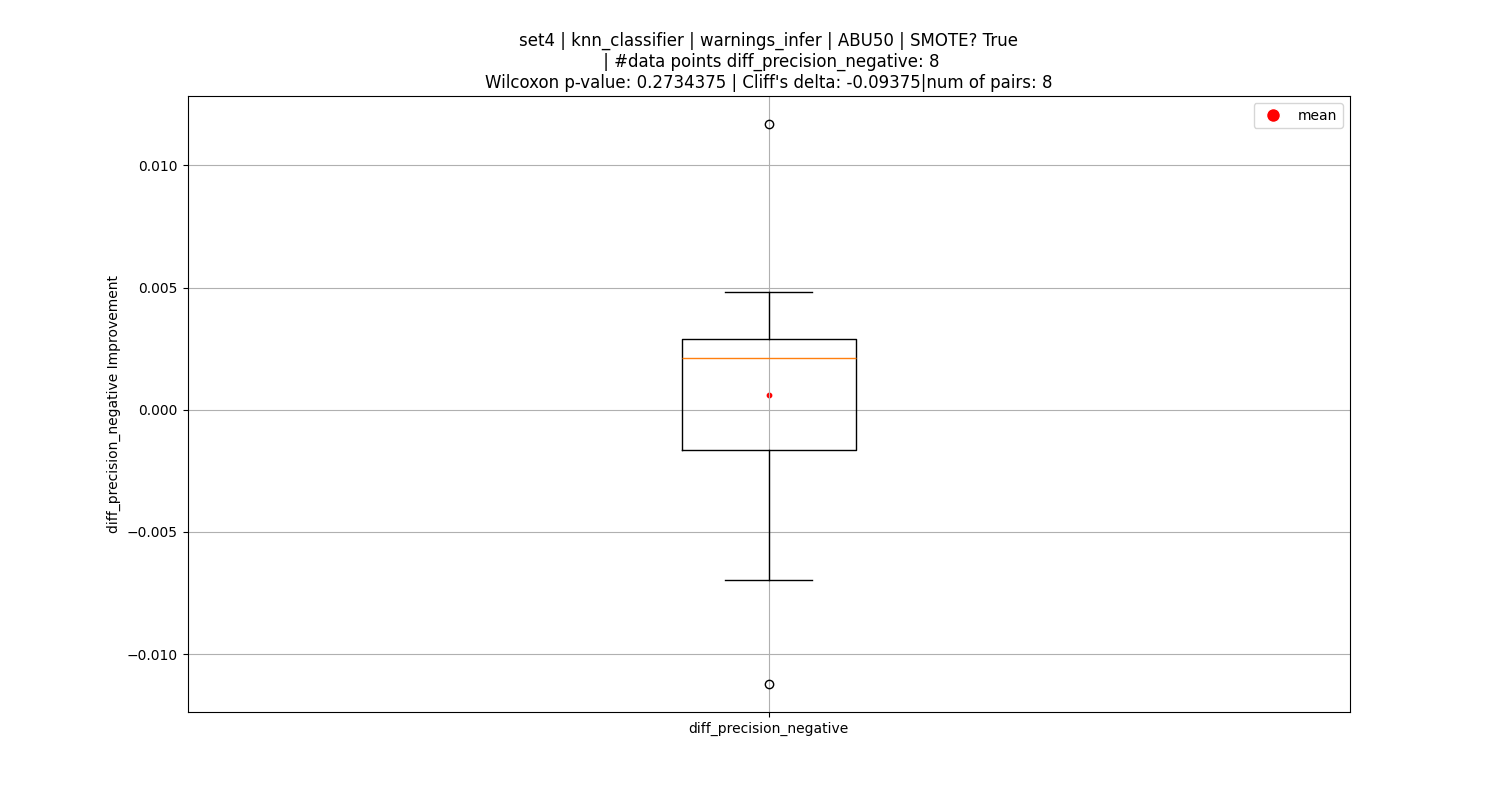 set4 | knn_classifier | warnings_infer | ABU50 | SMOTE? True
| #data points diff_precision_negative: 8
Wilcoxon p-value: 0.2734375 | Cliff's delta: -0.09375|num of pairs: 8
mean
0.010
0.005
0.000
−0.005
−0.010
diff_precision_negative Improvement
diff_precision_negative